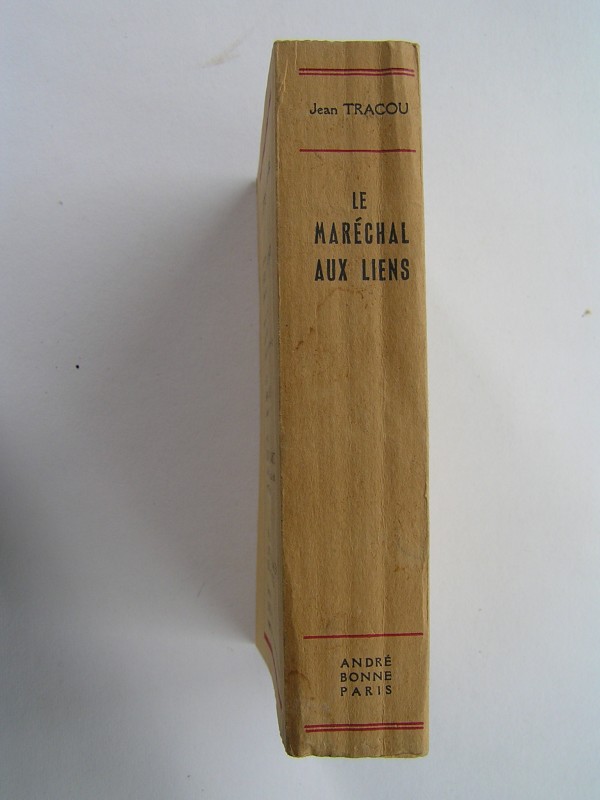 Jean TRACOU
LE
MARÉCHAL
AUX LIENS
ANDRÉ
BONNE
PARIS